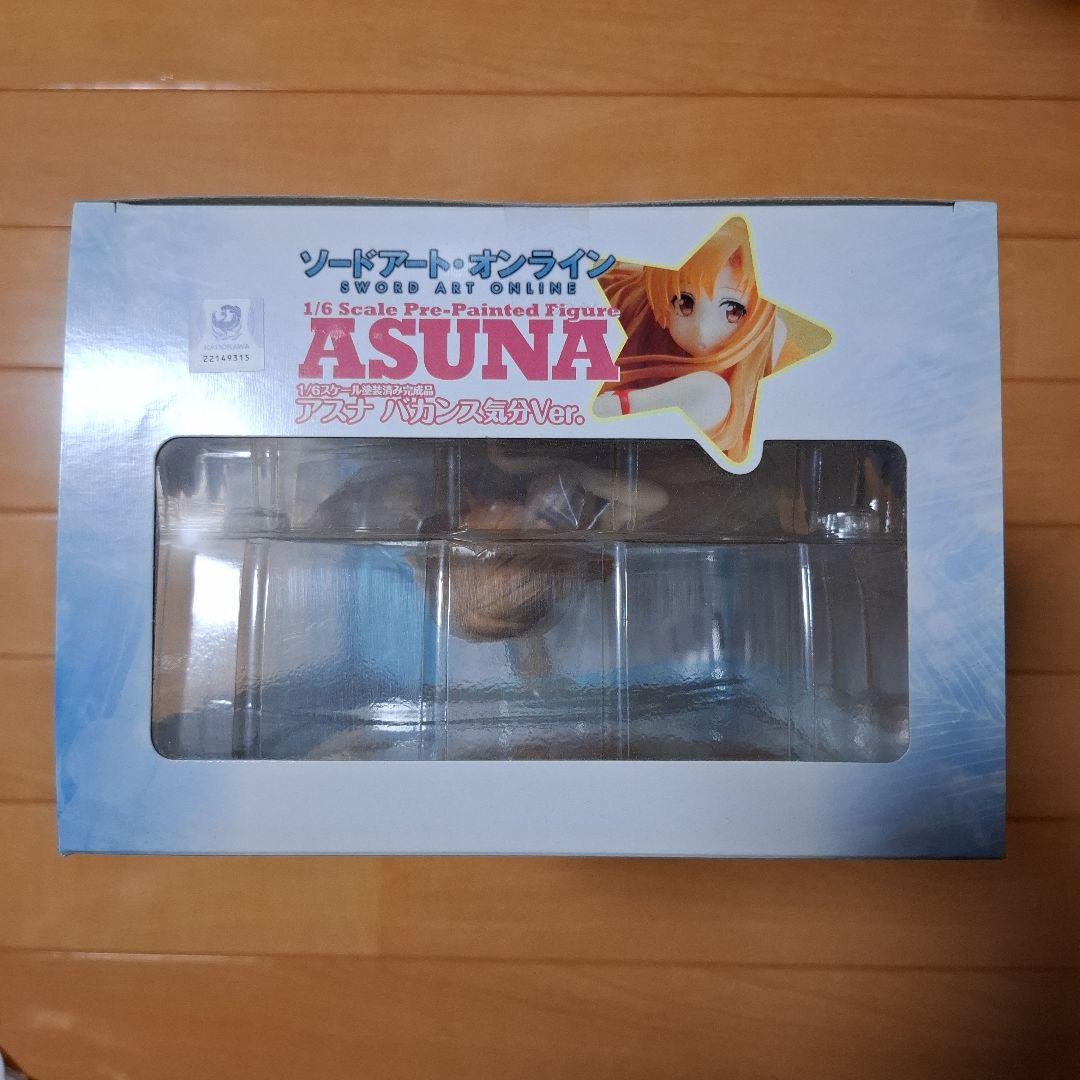 ソードアート・オンライン
SWORD ART ONLINE
1/6 Scale Pre-Painted Figure
ASUNA
1/6スケール塗装済み完成品
アスナ バカンス気分Ver.
KADOKAWA
22149315